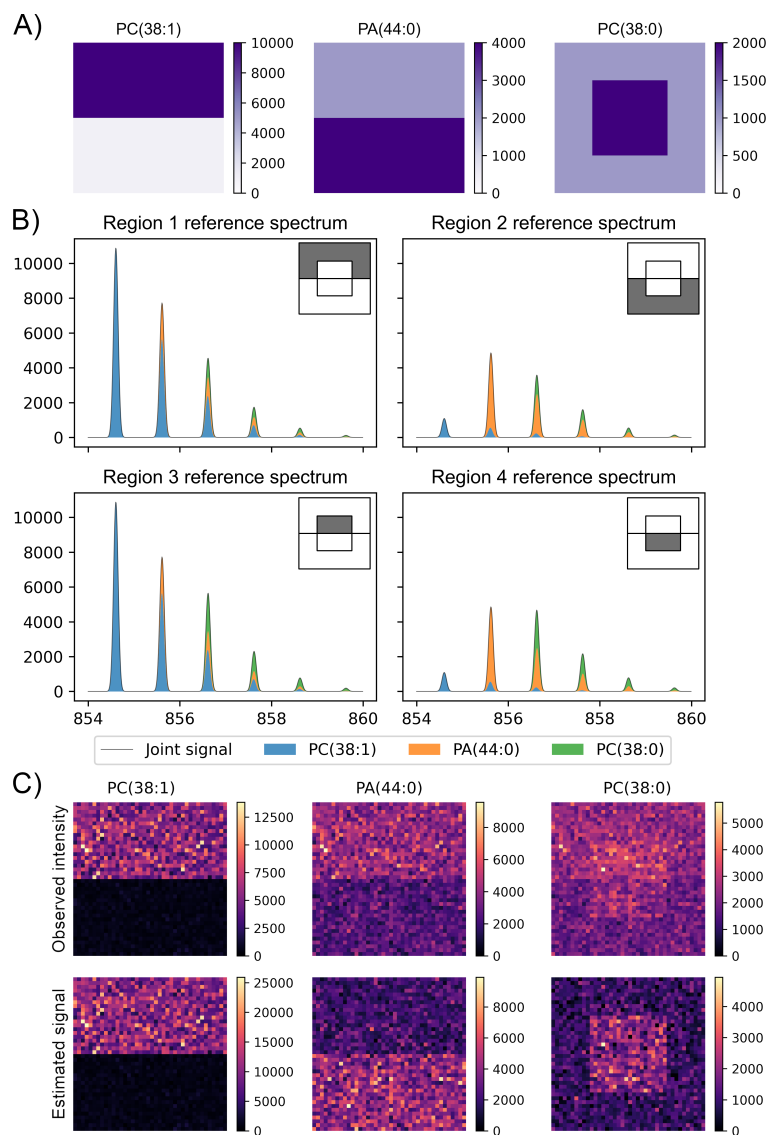 A)
PC(38:1) PA(44:0) PC(38:0)
10000 4000 2000
8000 3000 1500
6000 2000 1000
4000 1000 500
2000 0 0
0
B)
Region 1 reference spectrum Region 2 reference spectrum
10000
8000
6000
4000
2000
0
Region 3 reference spectrum Region 4 reference spectrum
10000
8000
6000
4000
2000
0
854 856 858 860 854 856 858 860
Joint signal PC(38:1) PA(44:0) PC(38:0)
C)
PC(38:1) PA(44:0) PC(38:0)
Observed intensity
12500 8000 5000
10000 6000 4000
7500 4000 3000
5000 2000 2000
2500 0 1000
0 0
Estimated signal
25000 8000 4000
20000 6000 3000
15000 4000 2000
10000 2000 1000
5000 0 0
0